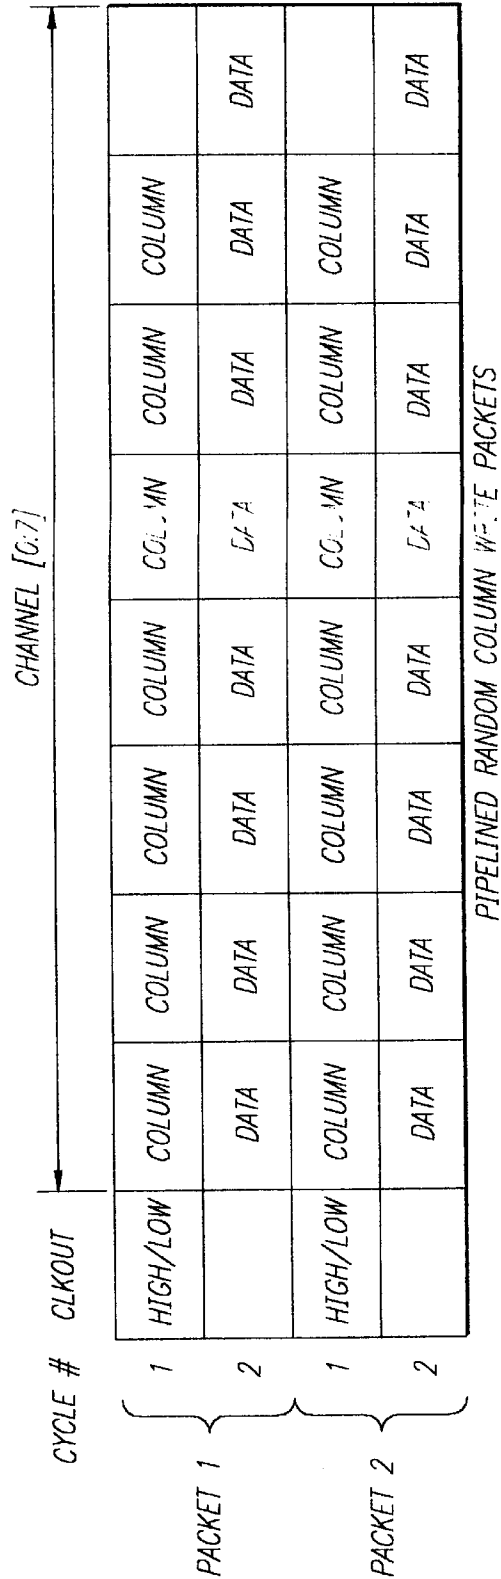 CHANNEL [0:7]
CYCLE # CLKOUT
PACKET 1
1 HIGH/LOW COLUMN COLUMN COLUMN COLUMN COLUMN COLUMN COLUMN
2 DATA DATA DATA DATA DATA DATA DATA DATA
PACKET 2
1 HIGH/LOW COLUMN COLUMN COLUMN COLUMN COLUMN COLUMN COLUMN
2 DATA DATA DATA DATA DATA DATA DATA DATA
PIPELINED RANDOM COLUMN WRITE PACKETS